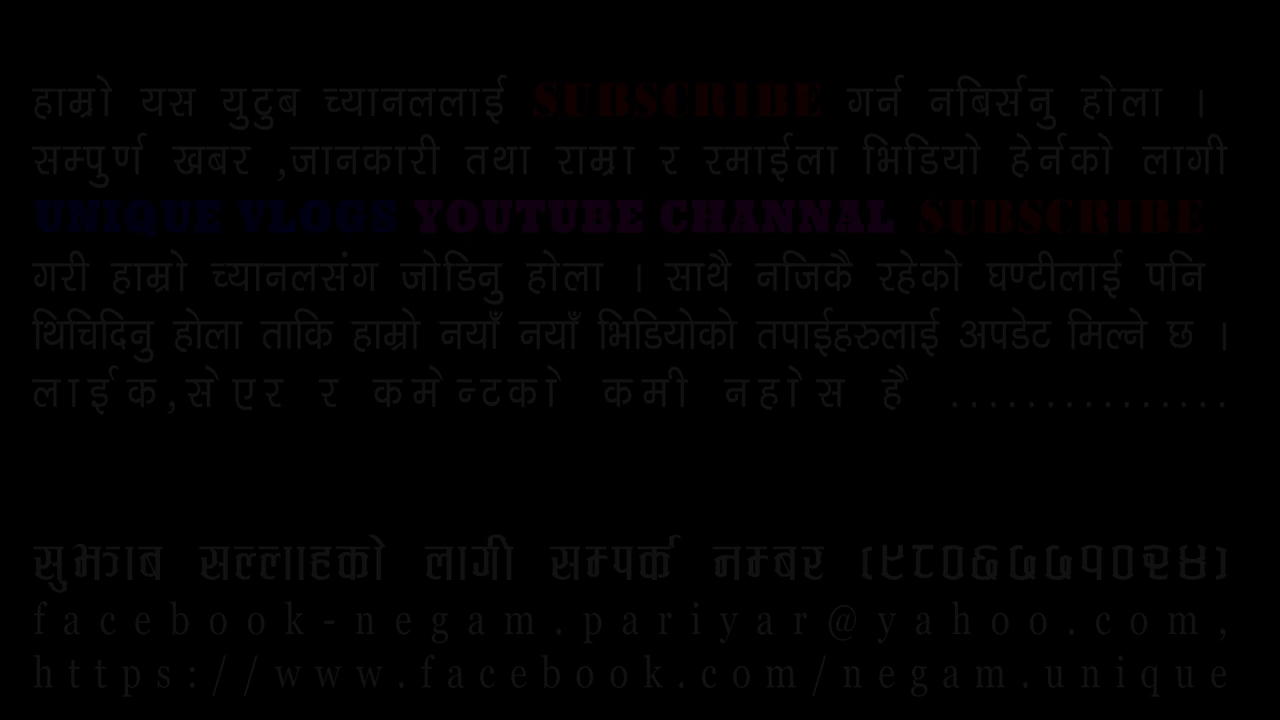 हाम्रो यस युटुब च्यानललाई SUBSCRIBE गर्न नबिर्सनु होला ।
सम्पुर्ण खबर ,जानकारी तथा राम्रा र रमाईला भिडियो हेर्नको लागी
UNIQUE VLOGS YOUTUBE CHANNAL SUBSCRIBE
गरी हाम्रो च्यानलसंग जोडिनु होला । साथै नजिकै रहेको घण्टीलाई पनि
थिचिदिनु होला ताकि हाम्रो नयाँ नयाँ भिडियोको तपाईहरुलाई अपडेट मिल्ने छ ।
लाईक,सेएर र कमेन्टको कमी नहोस है ...............
सुझाब सल्लाहको लागी सम्पर्क नम्बर (९८०६७७१०२४)
facebook-negam.pariyar@yahoo.com,
https://www.facebook.com/negam.unique